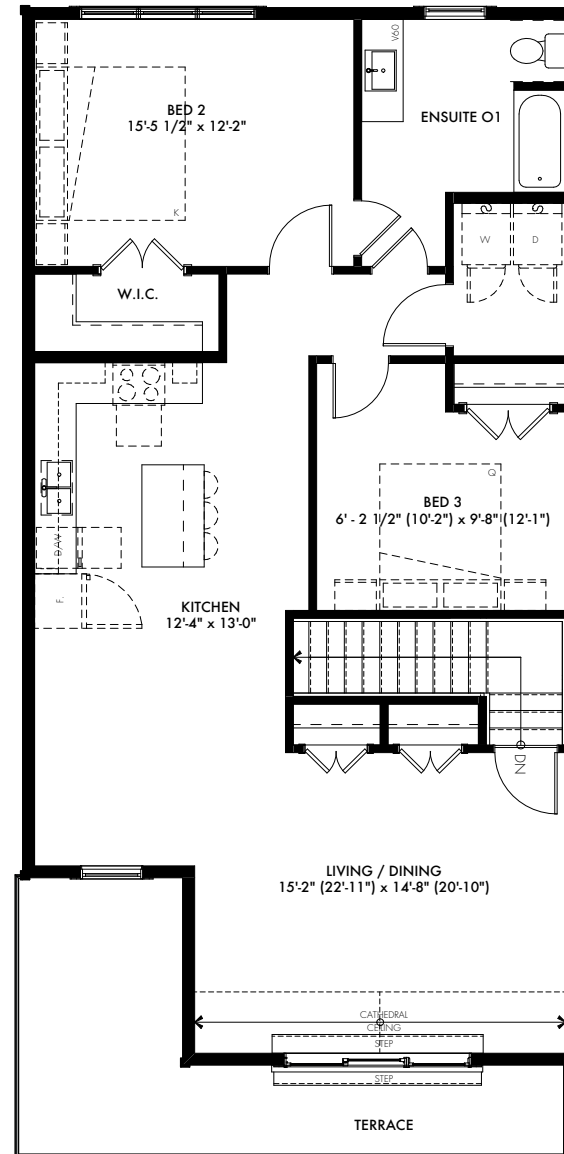 V60
BED 2
15'-5 1/2" x 12'-2"
ENSUITE O1
K
W
D
W.I.C.
Q
BED 3
6' - 2 1/2" (10'-2") x 9'-8" (12'-1")
D/W
F.
KITCHEN
12'-4" x 13'-0"
DN
LIVING / DINING
15'-2" (22'-11") x 14'-8" (20'-10")
CATHEDRAL
CEILING
STEP
STEP
TERRACE